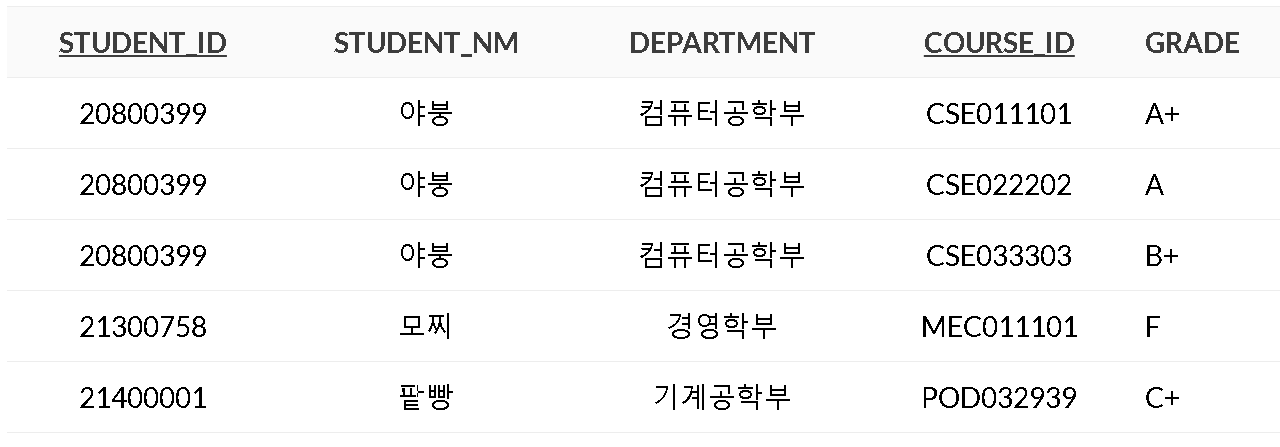 STUDENT_ID STUDENT_NM DEPARTMENT COURSE_ID GRADE
20800399 야붕 컴퓨터공학부 CSE011101 A+
20800399 야붕 컴퓨터공학부 CSE022202 A
20800399 야붕 컴퓨터공학부 CSE033303 B+
21300758 모찌 경영학부 MEC011101 F
21400001 팥빵 기계공학부 POD032939 C+